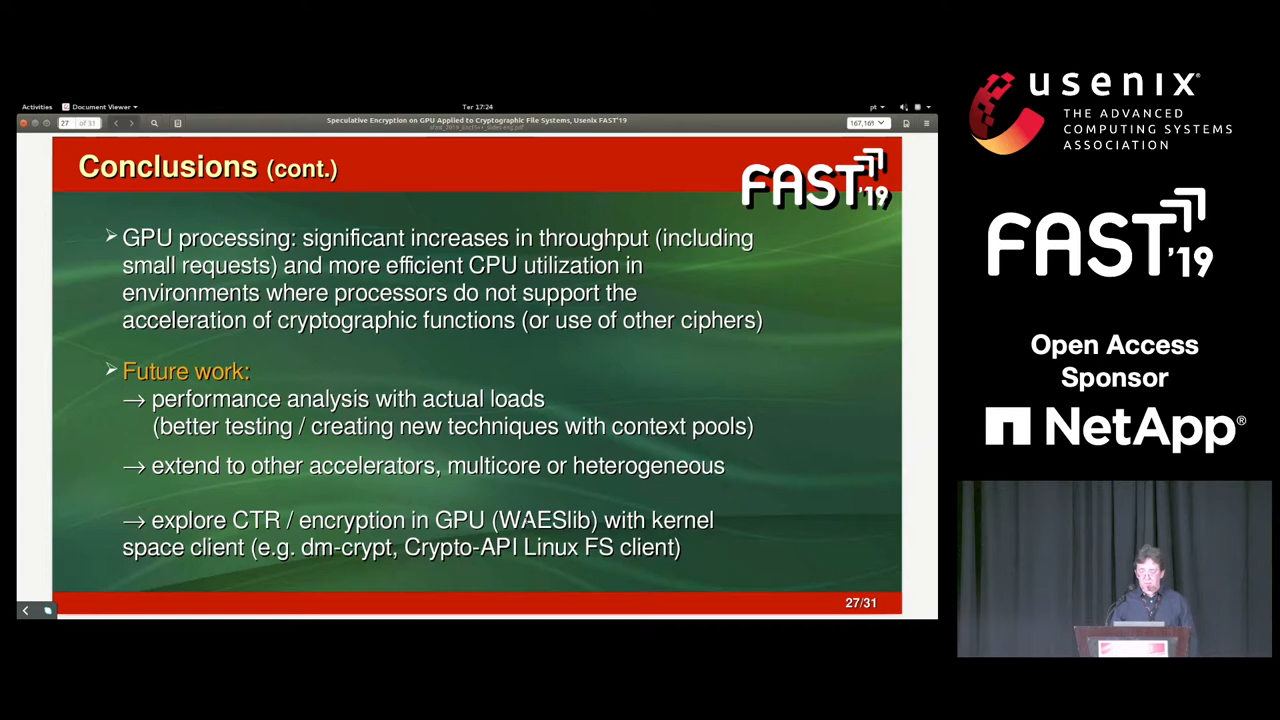 Activities
Document Viewer
Ter 17:24
pt
27
of 31
Speculative Encryption on GPU Applied to Cryptographic File Systems, Usenix FAST'19
Conclusions (cont.)
FAST '19
➢ GPU processing: significant increases in throughput (including
small requests) and more efficient CPU utilization in
environments where processors do not support the
acceleration of cryptographic functions (or use of other ciphers)
➢ Future work:
→ performance analysis with actual loads
(better testing / creating new techniques with context pools)
→ extend to other accelerators, multicore or heterogeneous
→ explore CTR / encryption in GPU (WAESlib) with kernel
space client (e.g. dm-crypt, Crypto-API Linux FS client)
27/31
usenix®
THE ADVANCED
COMPUTING SYSTEMS
ASSOCIATION
FAST '19
Open Access
Sponsor
NetApp®